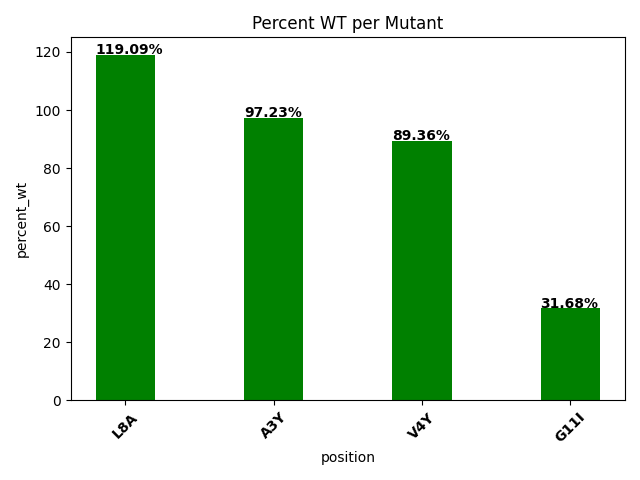 Percent WT per Mutant
percent_wt
120
100
80
60
40
20
0
119.09%
97.23%
89.36%
31.68%
L8A
A3Y
V4Y
G11I
position